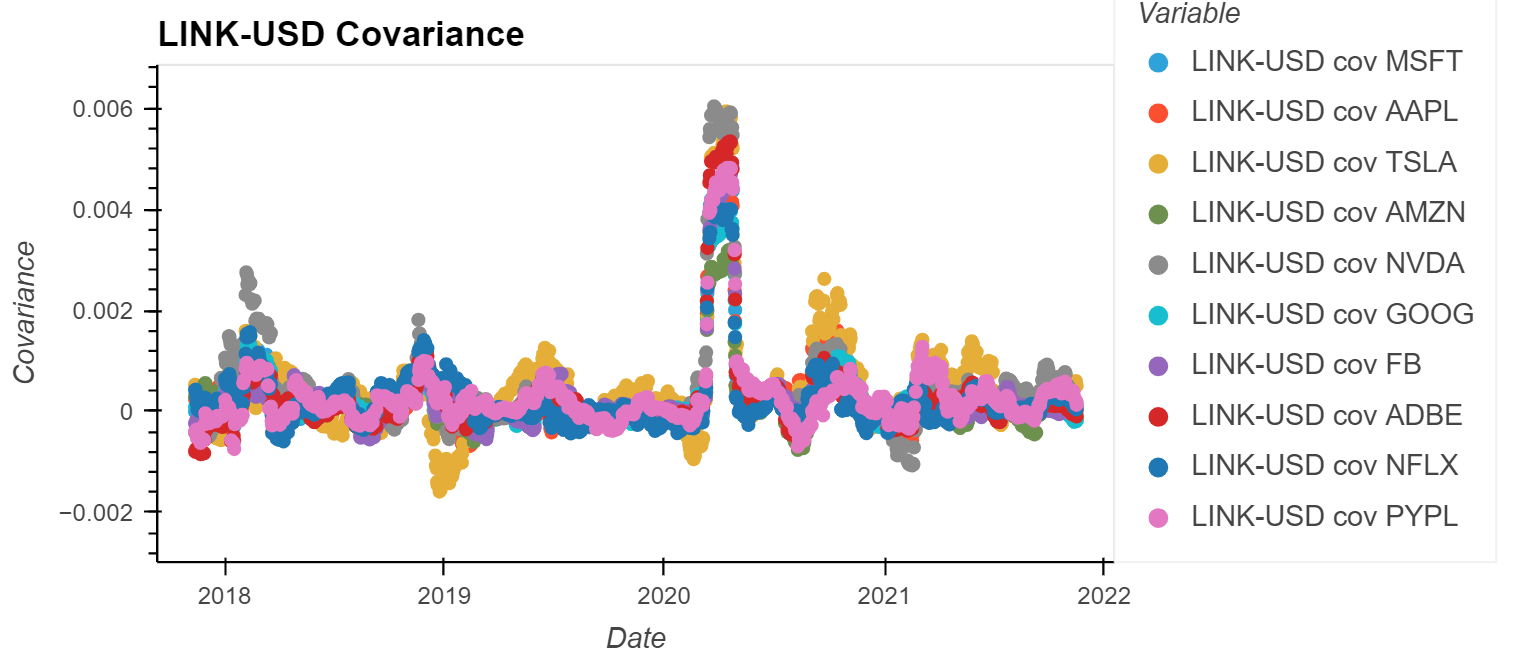 LINK-USD Covariance
Variable
LINK-USD cov MSFT
LINK-USD cov AAPL
LINK-USD cov TSLA
LINK-USD cov AMZN
LINK-USD cov NVDA
LINK-USD cov GOOG
LINK-USD cov FB
LINK-USD cov ADBE
LINK-USD cov NFLX
LINK-USD cov PYPL
Covariance
0.006
0.004
0.002
0
−0.002
2018 2019 2020 2021 2022
Date